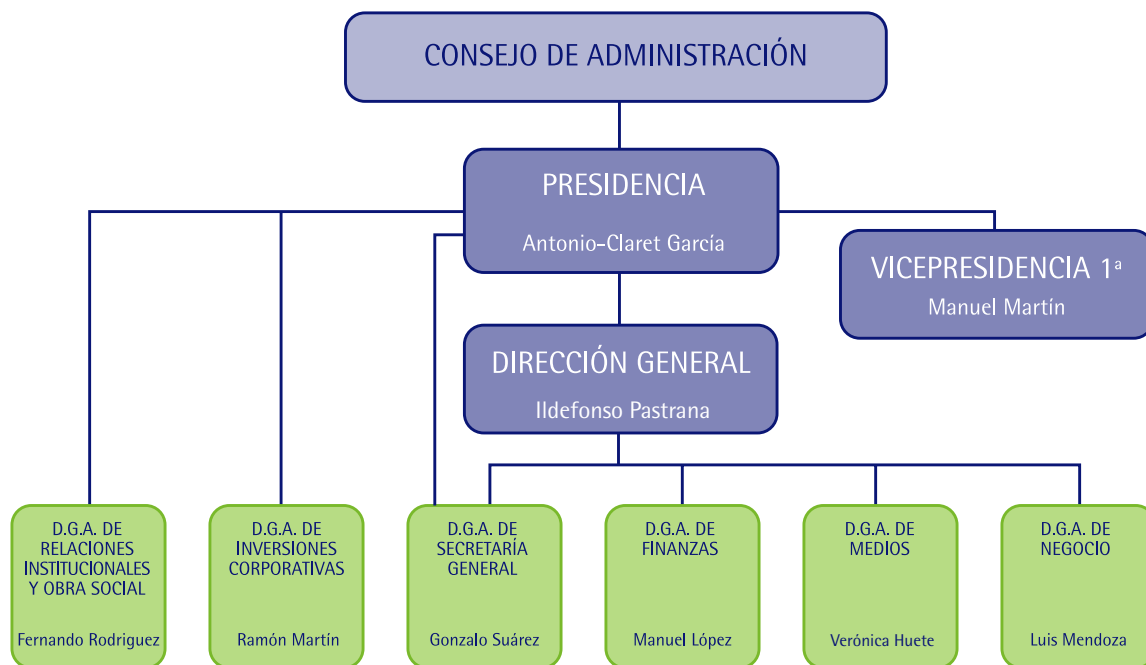 CONSEJO DE ADMINISTRACIÓN
PRESIDENCIA
Antonio-Claret García
VICEPRESIDENCIA 1ª
Manuel Martín
DIRECCIÓN GENERAL
Ildefonso Pastrana
D.G.A. DE
RELACIONES
INSTITUCIONALES
Y OBRA SOCIAL
Fernando Rodriguez
D.G.A. DE
INVERSIONES
CORPORATIVAS
Ramón Martín
D.G.A. DE
SECRETARÍA
GENERAL
Gonzalo Suárez
D.G.A. DE
FINANZAS
Manuel López
D.G.A. DE
MEDIOS
Verónica Huete
D.G.A. DE
NEGOCIO
Luis Mendoza